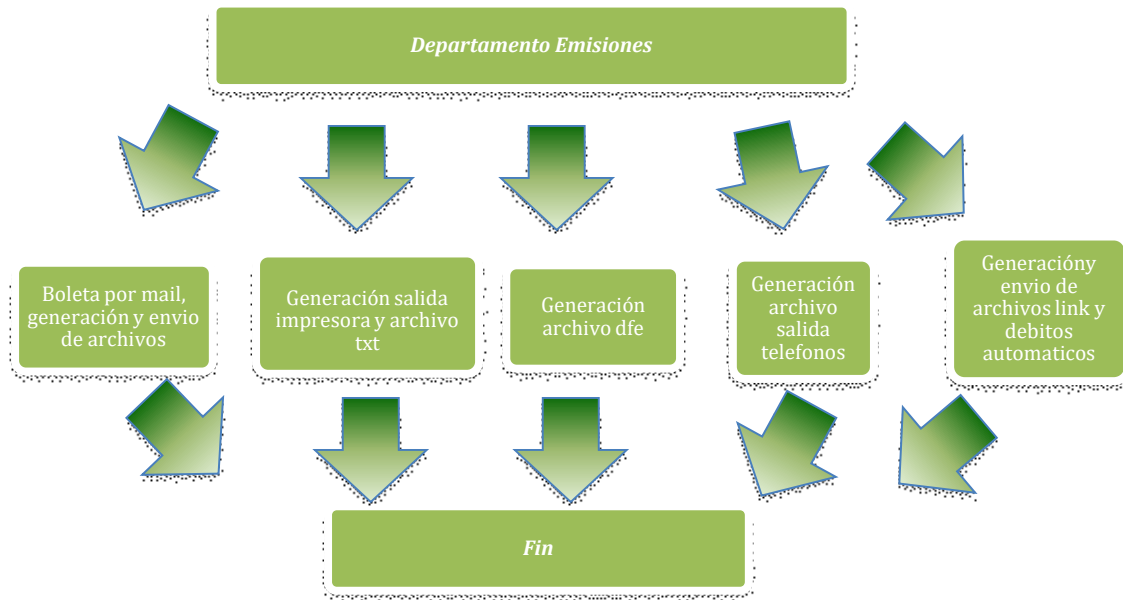 Departamento Emisiones
Boleta por mail,
generación y envio
de archivos
Generación salida
impresora y archivo
txt
Generación
archivo dfe
Generación
archivo
salida
telefonos
Generacióny
envio de
archivos link y
debitos
automaticos
Fin